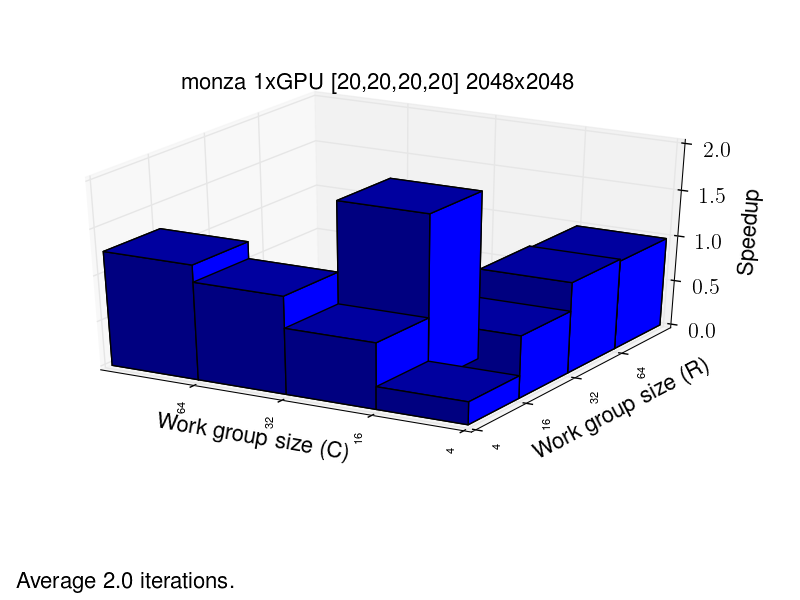 monza 1xGPU [20,20,20,20] 2048x2048
2.0
1.5
1.0
0.5
0.0
Speedup
64
32
16
4
Work group size (C)
4
16
32
64
Work group size (R)
Average 2.0 iterations.